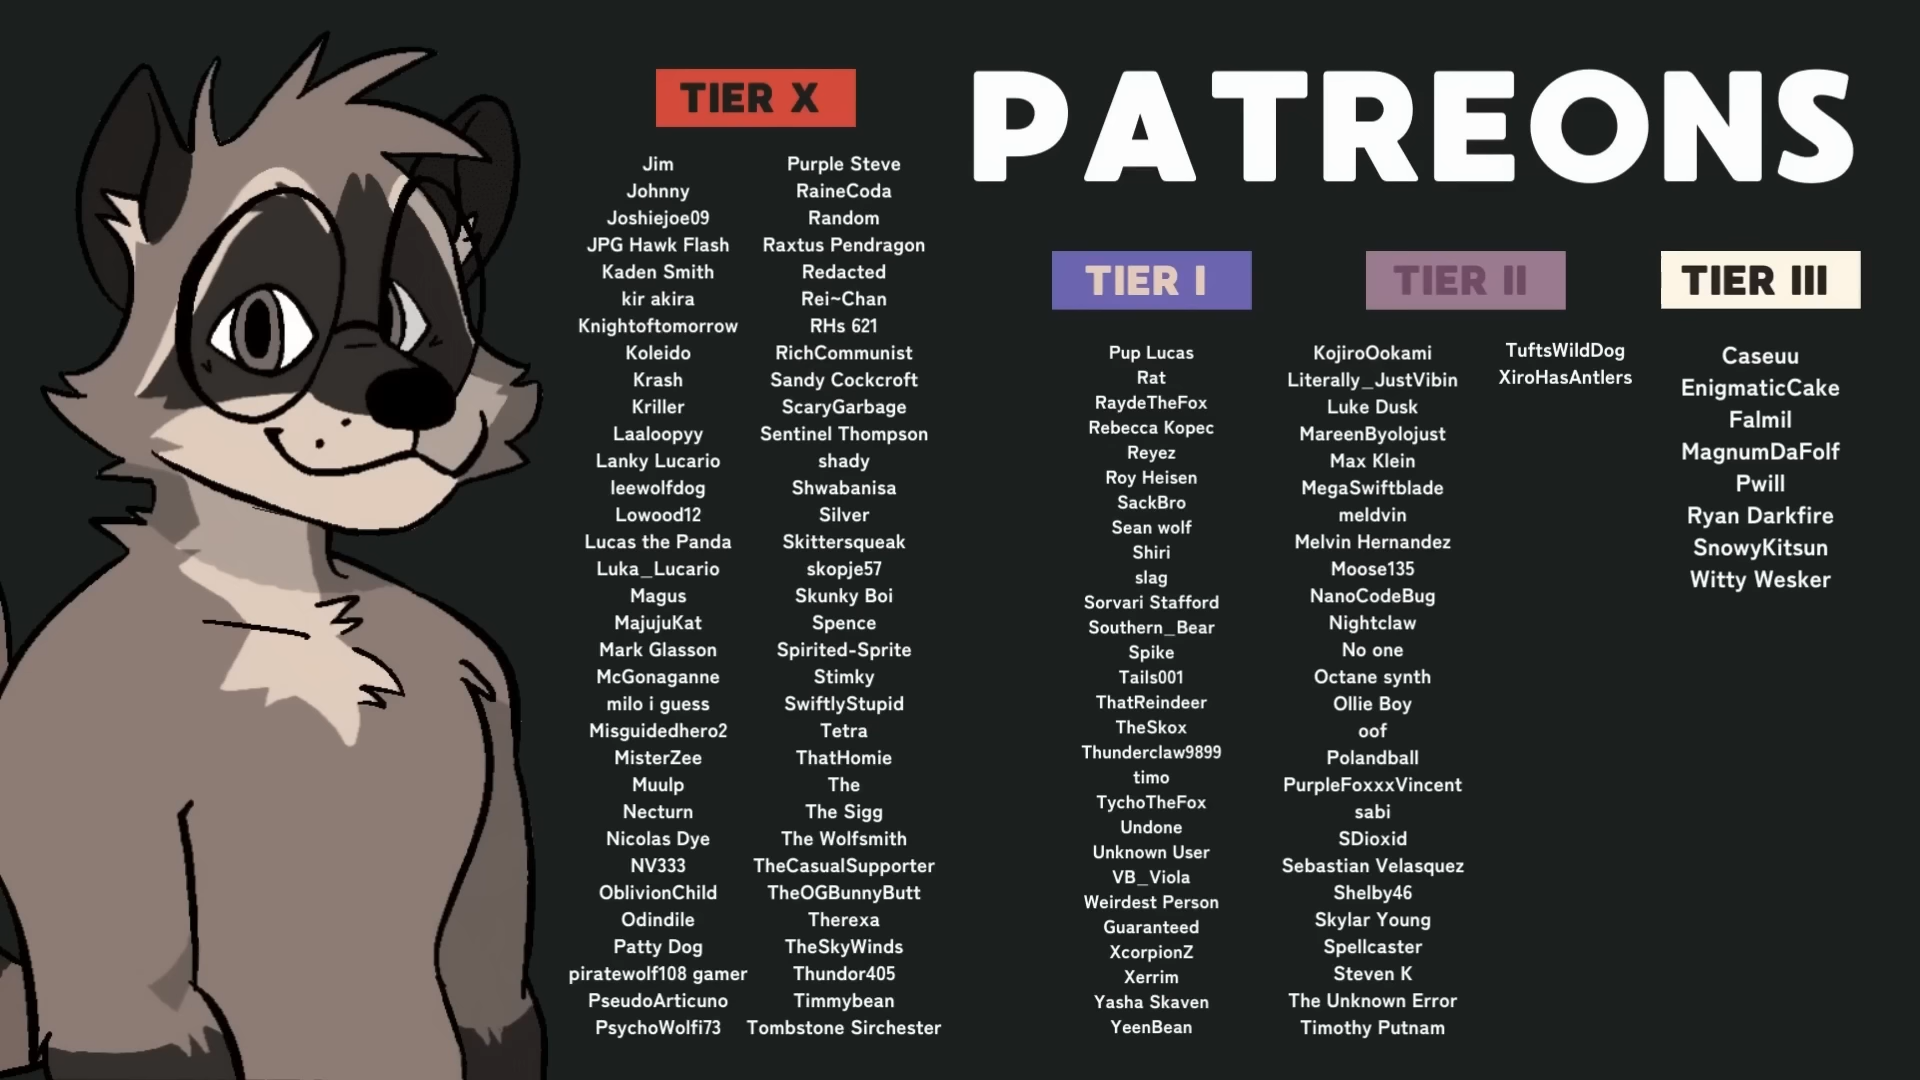 PATREONS
TIER X
Jim
Johnny
Joshiejoe09
JPG Hawk Flash
Kaden Smith
kir akira
Knightoftomorrow
Koleido
Krash
Kriller
Laaloopyy
Lanky Lucario
leewolfdog
Lowood12
Lucas the Panda
Luka_Lucario
Magus
MajujuKat
Mark Glasson
McGonaganne
milo i guess
Misguidedhero2
MisterZee
Muulp
Necturn
Nicolas Dye
NV333
OblivionChild
Odindile
Patty Dog
piratewolf108 gamer
PseudoArticuno
PsychoWolfi73
Purple Steve
RaineCoda
Random
Raxtus Pendragon
Redacted
Rei~Chan
RHs 621
RichCommunist
Sandy Cockcroft
ScaryGarbage
Sentinel Thompson
shady
Shwabanisa
Silver
Skittersqueak
skopje57
Skunky Boi
Spence
Spirited-Sprite
Stimky
SwiftlyStupid
Tetra
ThatHomie
The
The Sigg
The Wolfsmith
TheCasualSupporter
TheOGBunnyButt
Therexa
TheSkyWinds
Thundor405
Timmybean
Tombstone Sirchester
TIER I
Pup Lucas
Rat
RaydeTheFox
Rebecca Kopec
Reyez
Roy Heisen
SackBro
Sean wolf
Shiri
slag
Sorvari Stafford
Southern_Bear
Spike
Tails001
ThatReindeer
TheSkox
Thunderclaw9899
timo
TychoTheFox
Undone
Unknown User
VB_Viola
Weirdest Person
Guaranteed
XcorpionZ
Xerrim
Yasha Skaven
YeenBean
TIER II
KojiroOokami
Literally_JustVibin
Luke Dusk
MareenByolojust
Max Klein
MegaSwiftblade
meldvin
Melvin Hernandez
Moose135
NanoCodeBug
Nightclaw
No one
Octane synth
Ollie Boy
oof
Polandball
PurpleFoxxxVincent
sabi
SDioxid
Sebastian Velasquez
Shelby46
Skylar Young
Spellcaster
Steven K
The Unknown Error
Timothy Putnam
TuftsWildDog
XiroHasAntlers
TIER III
Caseuu
EnigmaticCake
Falmil
MagnumDaFolf
Pwill
Ryan Darkfire
SnowyKitsun
Witty Wesker